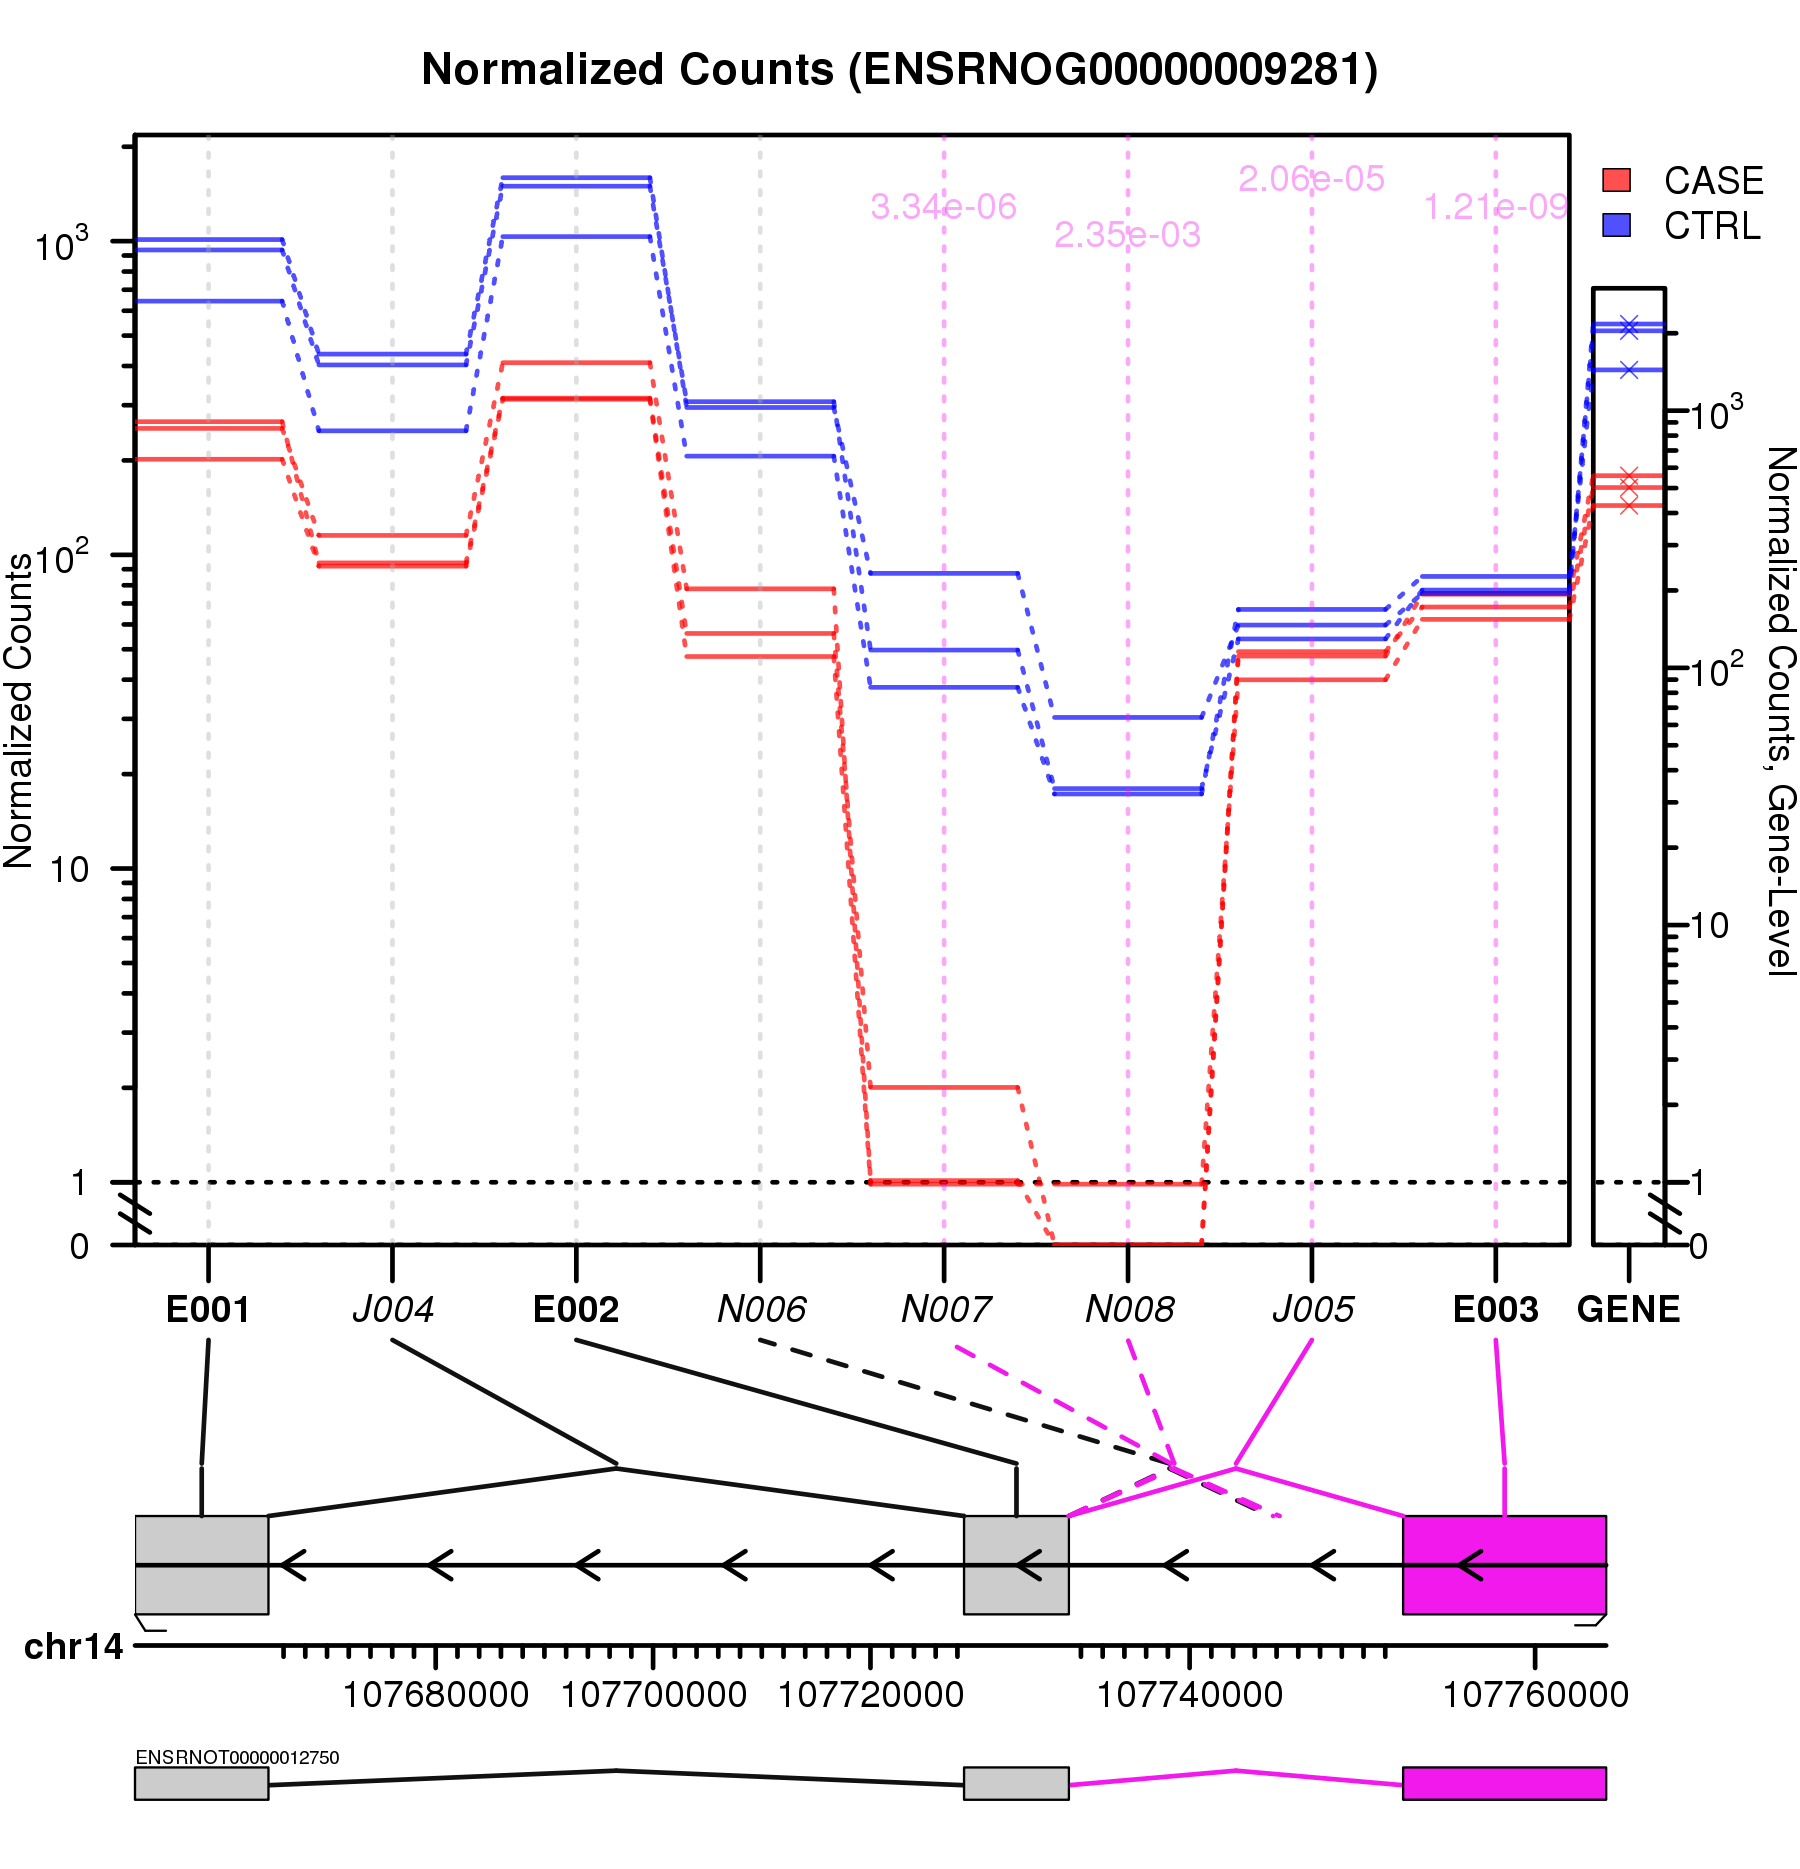 Normalized Counts (ENSRNOG00000009281)
CASE
CTRL
2.06e-05
3.34e-06
1.21e-09
2.35e-03
Normalized Counts
10³
10²
10
1
0
Normalized Counts, Gene-Level
10³
10²
10
1
0
E001 J004 E002 N006 N007 N008 J005 E003 GENE
chr14
107680000 107700000 107720000 107740000 107760000
ENSRNOT00000012750